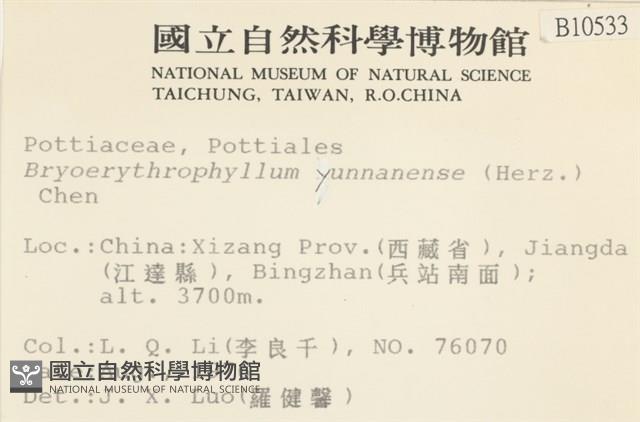 國立自然科學博物館
B10533
NATIONAL MUSEUM OF NATURAL SCIENCE
TAICHUNG, TAIWAN, R.O.CHINA
Pottiaceae, Pottiales
Bryoerythrophyllum yunnanense (Herz.)
Chen
Loc.:China:Xizang Prov.(西藏省), Jiangda
(江達縣), Bingzhan(兵站南面);
alt. 3700m.
Col.:L. Q. Li(李良千), NO. 76070
國立自然科學博物館
NATIONAL MUSEUM OF NATURAL SCIENCE
Det.:J. X. Luo(羅健馨)